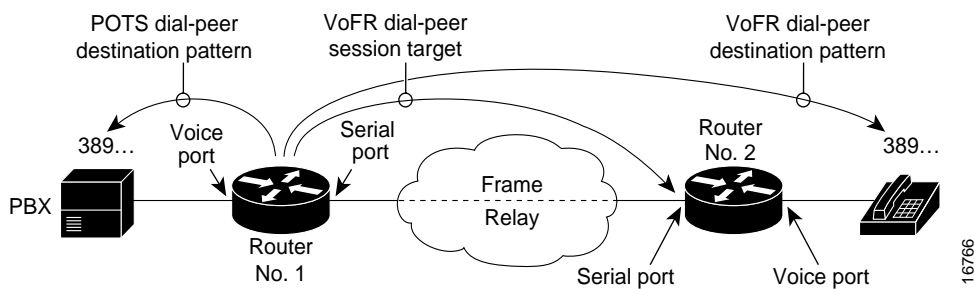 POTS dial-peer
destination pattern
VoFR dial-peer
session target
VoFR dial-peer
destination pattern
389…
Voice
port
Serial
port
Router
No. 2
389…
PBX
Frame
Relay
Router
No. 1
Serial port
Voice port
16766